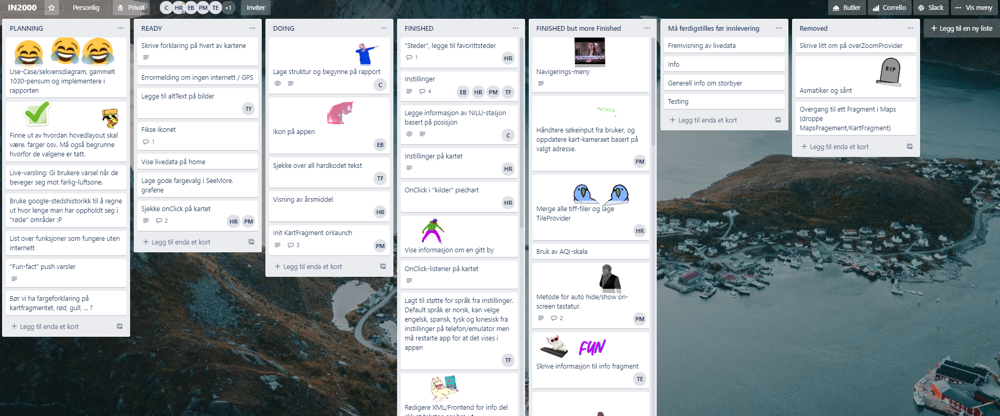 IN2000
Personlig
Privat
C HR EB PM TE +1
Inviter
Butler
Corrello
Slack
Vis meny
PLANNING
Use-Case/sekvensdiagram, gammelt
1030-pensum og implementere i
rapporten
Finne ut av hvordan hovedlayout skal
være. farger osv. Må også begrunne
hvorfor de valgene er tatt.
Live-varsling: Gi brukere varsel når de
beveger seg mot farlig-luftsone.
Bruke google-stedshistorikk til å regne
ut hvor lenge man har oppholdt seg i
"røde" områder :P
List over funksjoner som fungere uten
internett
"Fun-fact" push varsler
Bør vi ha fargeforklaring på
kartfragmentet, rød, gull, ... ?
+ Legg til enda et kort
READY
Skrive forklaring på hvert av kartene
Errormelding om ingen internett / GPS
Legge til altText på bilder
TF
Fikse ikonet
1
Vise livedata på home
Lage gode fargevalg i SeeMore.
grafene
Sjekke onClick på kartet
2
HR PM
+ Legg til enda et kort
DOING
Lage struktur og begynne på rapport
C
Ikon på appen
EB
Sjekke over all hardkodet tekst
TF
Visning av årsmiddel
HR
Init KartFragment onlaunch
3
PM
+ Legg til enda et kort
FINISHED
"Steder", legge til favorittsteder
1
HR
Instillinger
4
EB HR PM TF
Legge informasjon av NILU-stasjon
basert på posisjon
C
Instillinger på kartet
HR
OnClick i "kilder" piechart
HR
Vise informasjon om en gitt by
OnClick-listener på kartet
Lagt til støtte for språk fra instillinger.
Default språk er norsk, kan velge
engelsk, spansk, tysk og kinesisk fra
instillinger på telefon/emulator men
må restarte app for at det vises i
appen
TF
Redigere XML/Frontend for info del
FINISHED but more Finished
HACKERMAN
Navigerings-meny
HACKER
Håndtere søkeinput fra bruker, og
oppdatere kart-kameraet basert på
valgt adresse.
PM
Merge alle tiff-filer og lage
TileProvider
HR
Bruk av AQI-skala
Metode for auto hide/show on-
screen tastatur.
2
PM
FUN
Skrive informasjon til info fragment
TE
Må ferdigstilles før innlevering
Fremvisning av livedata
Info
Generell info om storbyer
Testing
+ Legg til enda et kort
Removed
Skrive litt om på overZoomProvider
RIP
Asmatiker og sånt
Overgang til ett Fragment i Maps
(droppe
MapsFragement/KartFragment)
+ Legg til enda et kort
+ Legg til en ny liste